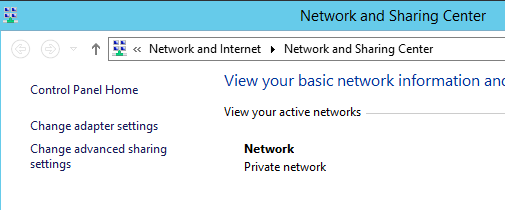 Network and Sharing Center
« Network and Internet Network and Sharing Center
Control Panel Home
View your basic network information and
View your active networks
Change adapter settings
Change advanced sharing
settings
Network
Private network